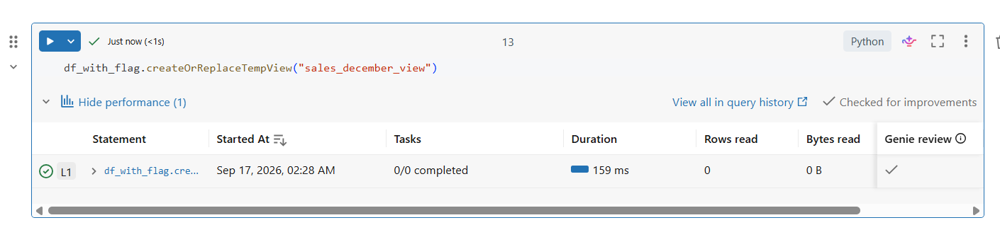 Just now (<1s)
13
Python
df_with_flag.createOrReplaceTempView("sales_december_view")
Hide performance (1)
View all in query history
Checked for improvements
Statement Started At Tasks Duration Rows read Bytes read Genie review
L1 df_with_flag.cre... Sep 17, 2026, 02:28 AM 0/0 completed 159 ms 0 0 B